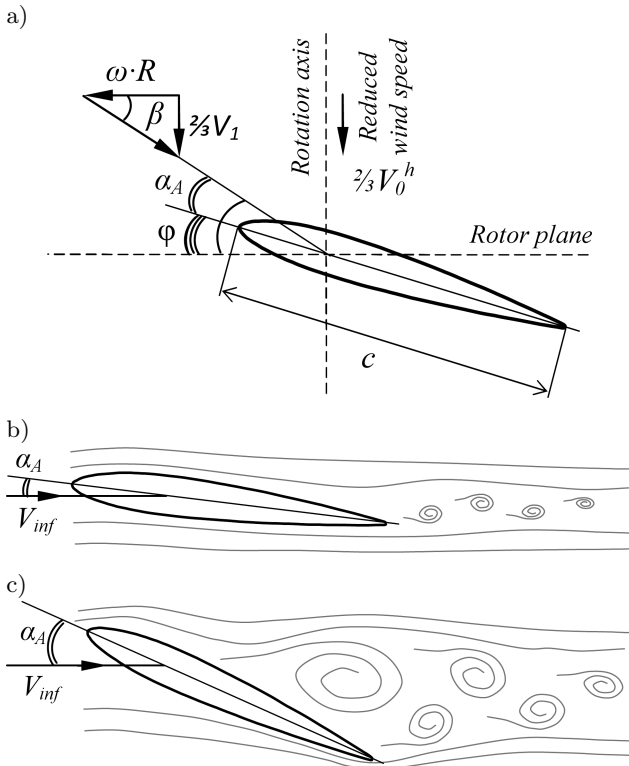 a)
ω·R
β
⅔V₁
Rotation axis
Reduced
wind speed
⅔V₀ʰ
α_A
φ
Rotor plane
c
b)
α_A
V_inf
c)
α_A
V_inf